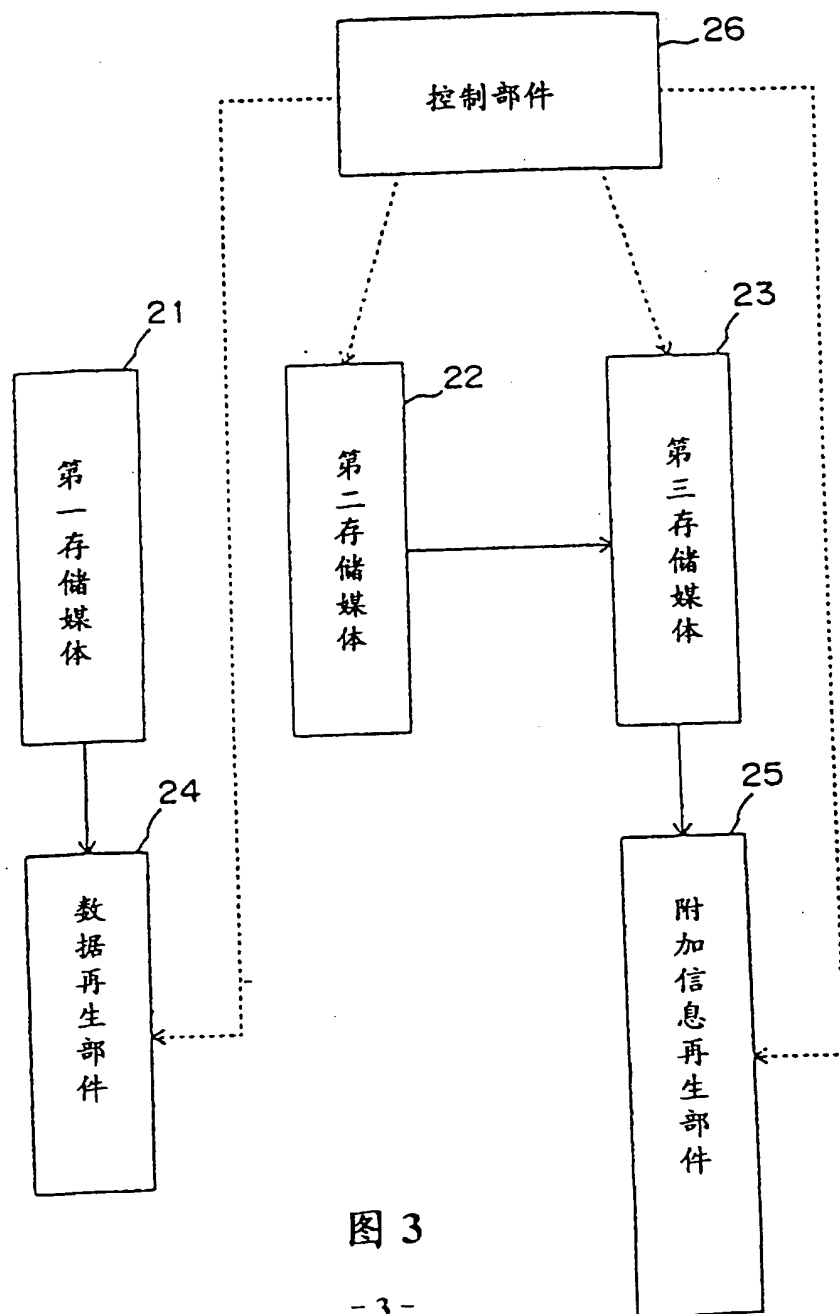 26
控制部件
21
第一存储媒体
22
第二存储媒体
23
第三存储媒体
24
数据再生部件
25
附加信息再生部件
图 3
- 3 -